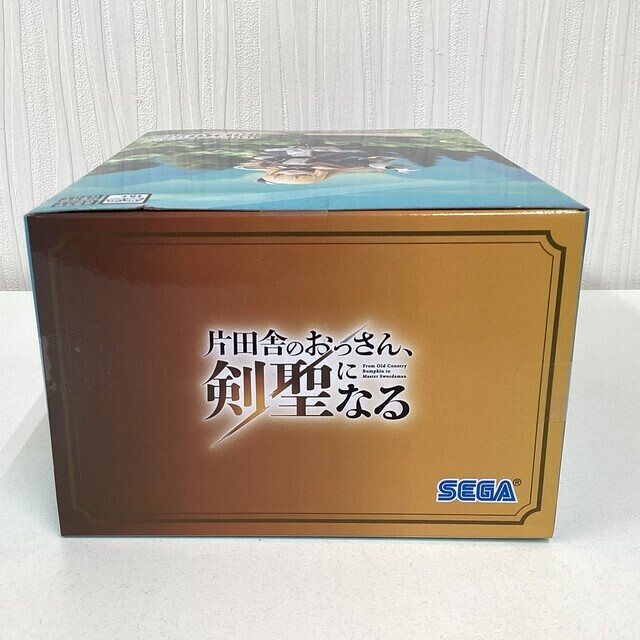 片田舎のおっさん、
剣聖になる
From Old Country
Bumpkin to
Master Swordsman
SEGA®